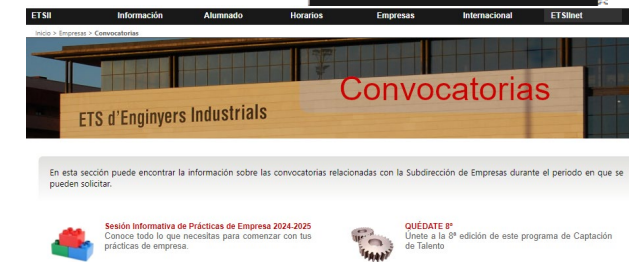 ETSII Información Alumnado Horarios Empresas Internacional ETSIInet
Inicio > Empresas > Convocatorias
Convocatorias
ETS d'Enginyers Industrials
En esta sección puede encontrar la información sobre las convocatorias relacionadas con la Subdirección de Empresas durante el periodo en que se
pueden solicitar.
Sesión Informativa de Prácticas de Empresa 2024-2025
Conoce todo lo que necesitas para comenzar con tus
prácticas de empresa.
QUÉDATE 8ª
Únete a la 8ª edición de este programa de Captación
de Talento